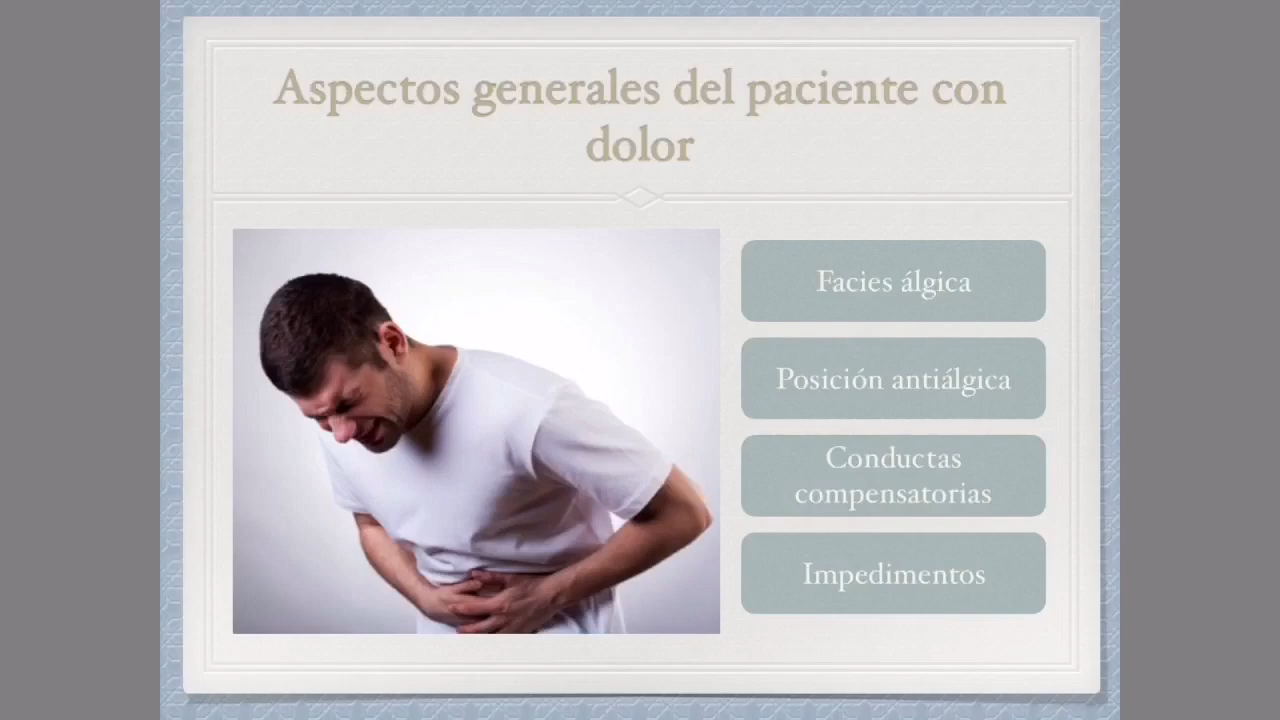 Aspectos generales del paciente con
dolor
Facies álgica
Posición antiálgica
Conductas
compensatorias
Impedimentos